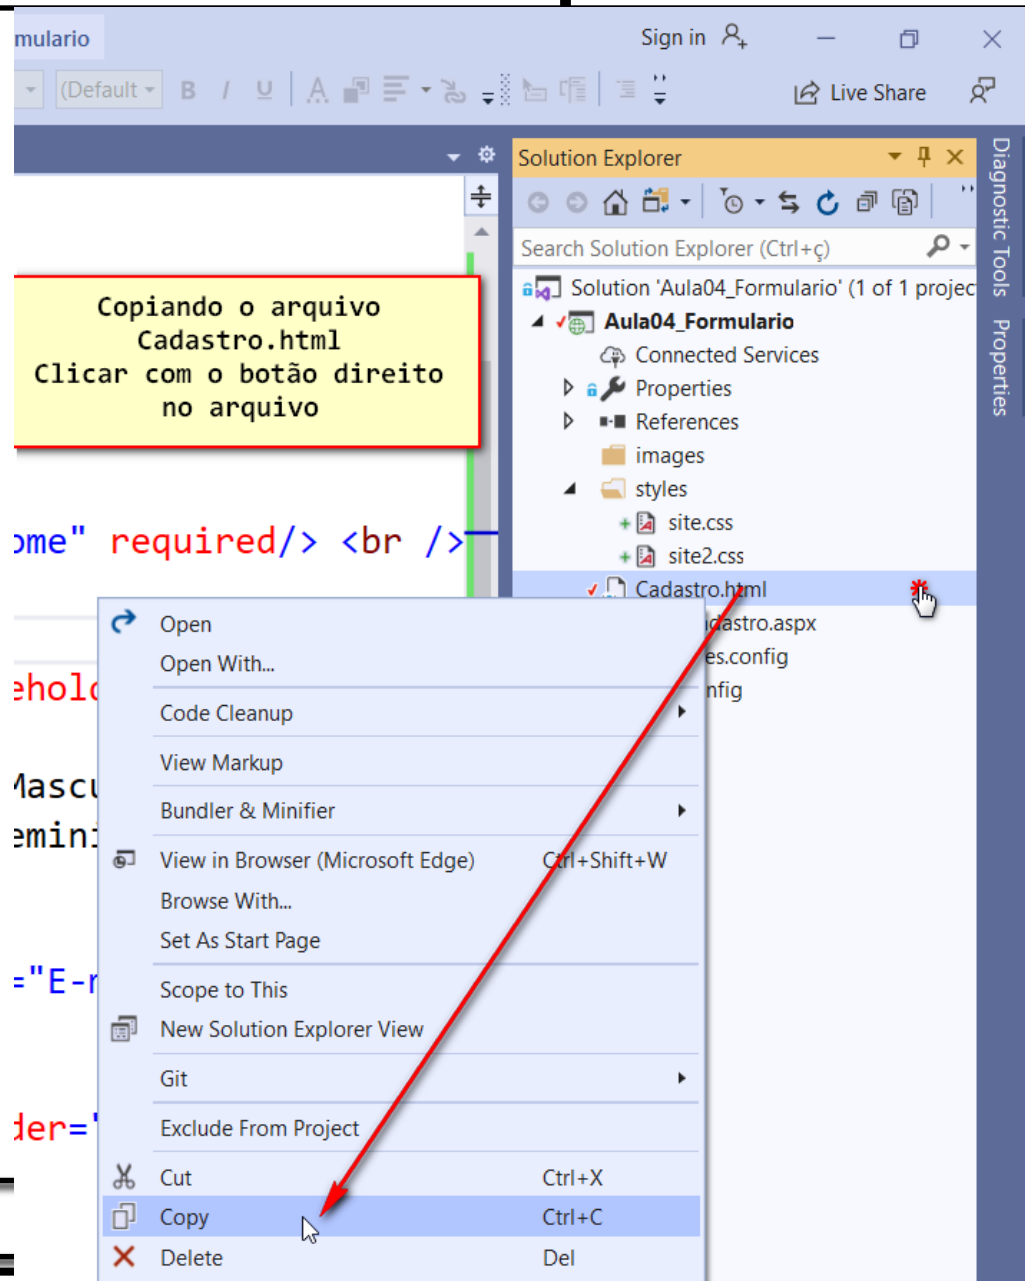 mulario
Sign in
(Default
B I U A
Live Share
Solution Explorer
Search Solution Explorer (Ctrl+ç)
Solution 'Aula04_Formulario' (1 of 1 projec
Aula04_Formulario
Connected Services
Properties
References
images
styles
site.css
site2.css
Cadastro.html
dastro.aspx
es.config
nfig
Diagnostic Tools
Properties
Copiando o arquivo
Cadastro.html
Clicar com o botão direito
no arquivo
ome" required/> <br />
ehold
Mascu
emini
="E-m
der="
Open
Open With...
Code Cleanup
View Markup
Bundler & Minifier
View in Browser (Microsoft Edge) Ctrl+Shift+W
Browse With...
Set As Start Page
Scope to This
New Solution Explorer View
Git
Exclude From Project
Cut Ctrl+X
Copy Ctrl+C
Delete Del